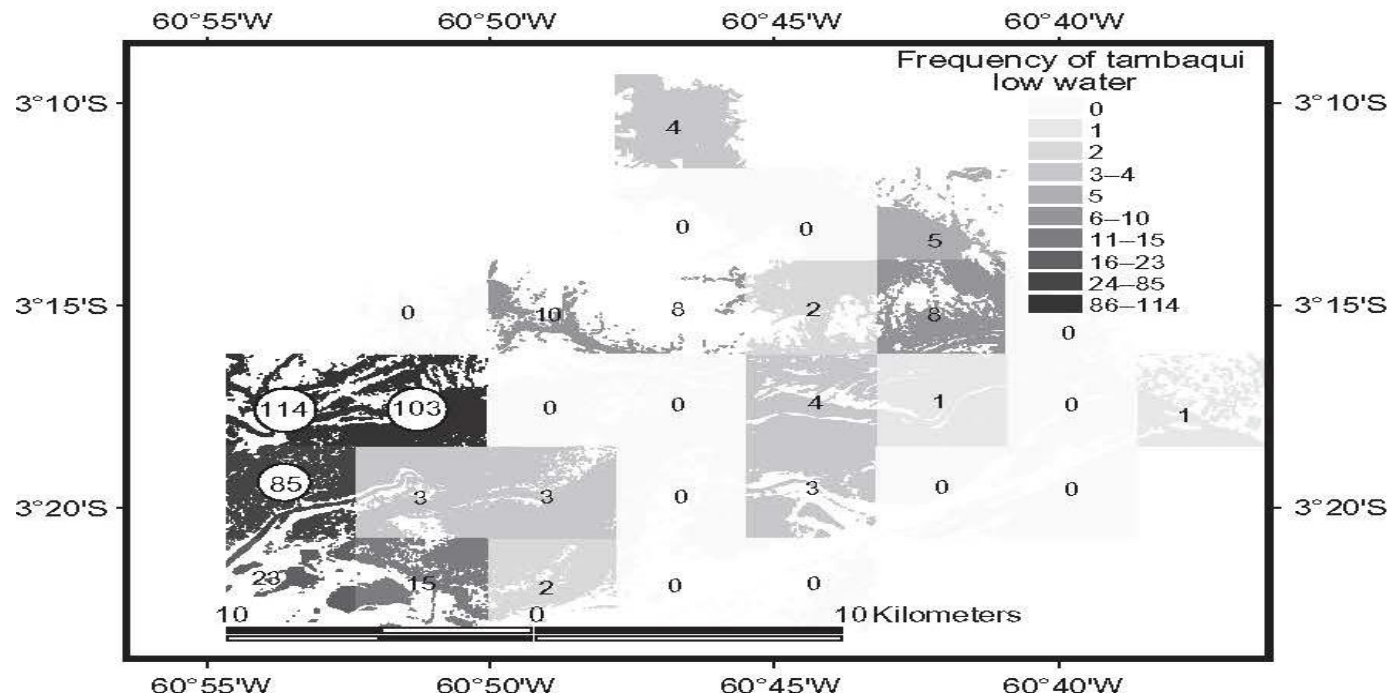 60°55'W 60°50'W 60°45'W 60°40'W
Frequency of tambaqui
low water
3°10'S 3°10'S
0
4 1
2
3–4
5
0 0 5 6–10
11–15
16–23
24–85
3°15'S 0 10 8 2 8 86–114 3°15'S
0
114 103 0 0 4 1 0 1
85 3 3 0 3 0 0
3°20'S 3°20'S
23 15 2 0 0
10 0 10 Kilometers
60°55'W 60°50'W 60°45'W 60°40'W